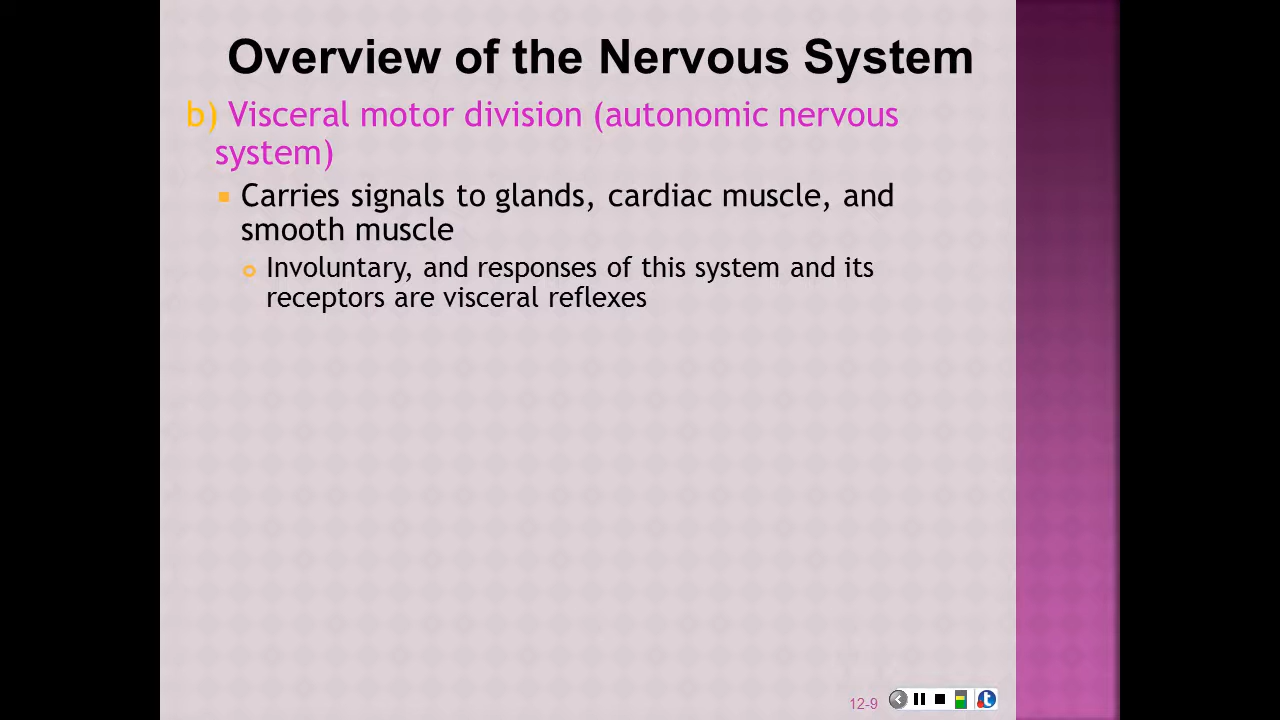 Overview of the Nervous System
b) Visceral motor division (autonomic nervous
system)
Carries signals to glands, cardiac muscle, and
smooth muscle
Involuntary, and responses of this system and its
receptors are visceral reflexes
12-9
t